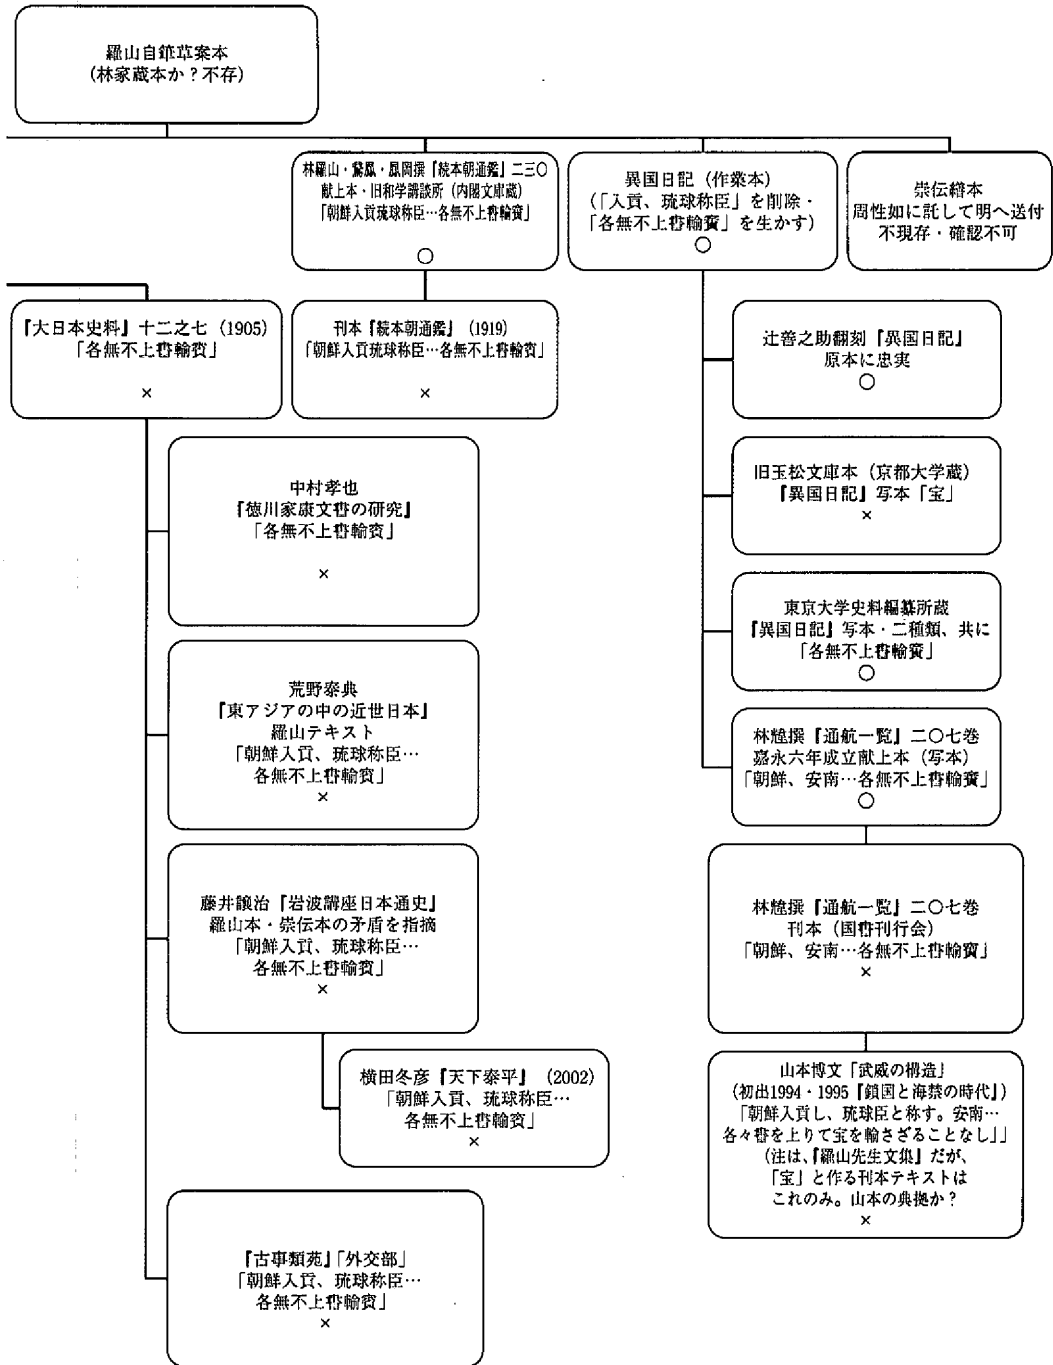 羅山自筆草案本
(林家蔵本か?不存)
林羅山・鵞鳳・鳳岡撰『続本朝通鑑』二三〇
献上本・旧和学講談所(内閣文庫蔵)
「朝鮮入貢琉球称臣…各無不上書輸賓」
○
異国日記(作業本)
(「入貢、琉球称臣」を削除・
「各無不上書輸賓」を生かす)
○
崇伝繕本
周性如に託して明へ送付
不現存・確認不可
『大日本史料』十二之七(1905)
「各無不上書輸賓」
×
刊本『続本朝通鑑』(1919)
「朝鮮入貢琉球称臣…各無不上書輸賓」
×
中村孝也
『徳川家康文書の研究』
「各無不上書輸賓」
×
荒野泰典
『東アジアの中の近世日本』
羅山テキスト
「朝鮮入貢、琉球称臣…
各無不上書輸賓」
×
藤井譲治『岩波講座日本通史』
羅山本・崇伝本の矛盾を指摘
「朝鮮入貢、琉球称臣…
各無不上書輸賓」
×
横田冬彦『天下泰平』(2002)
「朝鮮入貢、琉球称臣…
各無不上書輸賓」
×
『古事類苑』「外交部」
「朝鮮入貢、琉球称臣…
各無不上書輸賓」
×
辻善之助翻刻『異国日記』
原本に忠実
○
旧玉松文庫本(京都大学蔵)
『異国日記』写本「宝」
×
東京大学史料編纂所蔵
『異国日記』写本・二種類、共に
「各無不上書輸賓」
○
林韑撰『通航一覧』二〇七巻
嘉永六年成立献上本(写本)
「朝鮮、安南…各無不上書輸賓」
○
林韑撰『通航一覧』二〇七巻
刊本(国書刊行会)
「朝鮮、安南…各無不上書輸賓」
×
山本博文「武威の構造」
(初出1994・1995『鎖国と海禁の時代』)
「朝鮮入貢し、琉球臣と称す。安南…
各々書を上りて宝を輸さざることなし」」
(注は、『羅山先生文集』だが、
「宝」と作る刊本テキストは
これのみ。山本の典拠か?
×